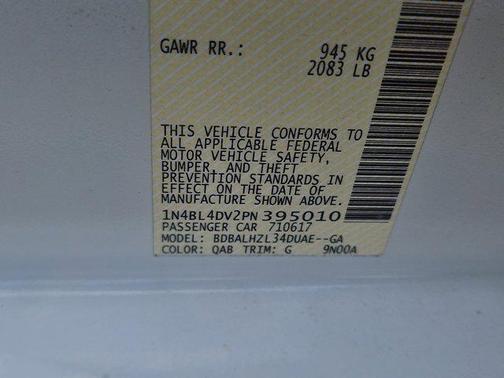 GAWR RR.: 945 KG
2083 LB
THIS VEHICLE CONFORMS TO
ALL APPLICABLE FEDERAL
MOTOR VEHICLE SAFETY,
BUMPER, AND THEFT
PREVENTION STANDARDS IN
EFFECT ON THE DATE OF
MANUFACTURE SHOWN ABOVE.
1N4BL4DV2PN395010
PASSENGER CAR 710617
MODEL: BDBALHZL34DUAE--GA
COLOR: QAB TRIM: G 9N00A